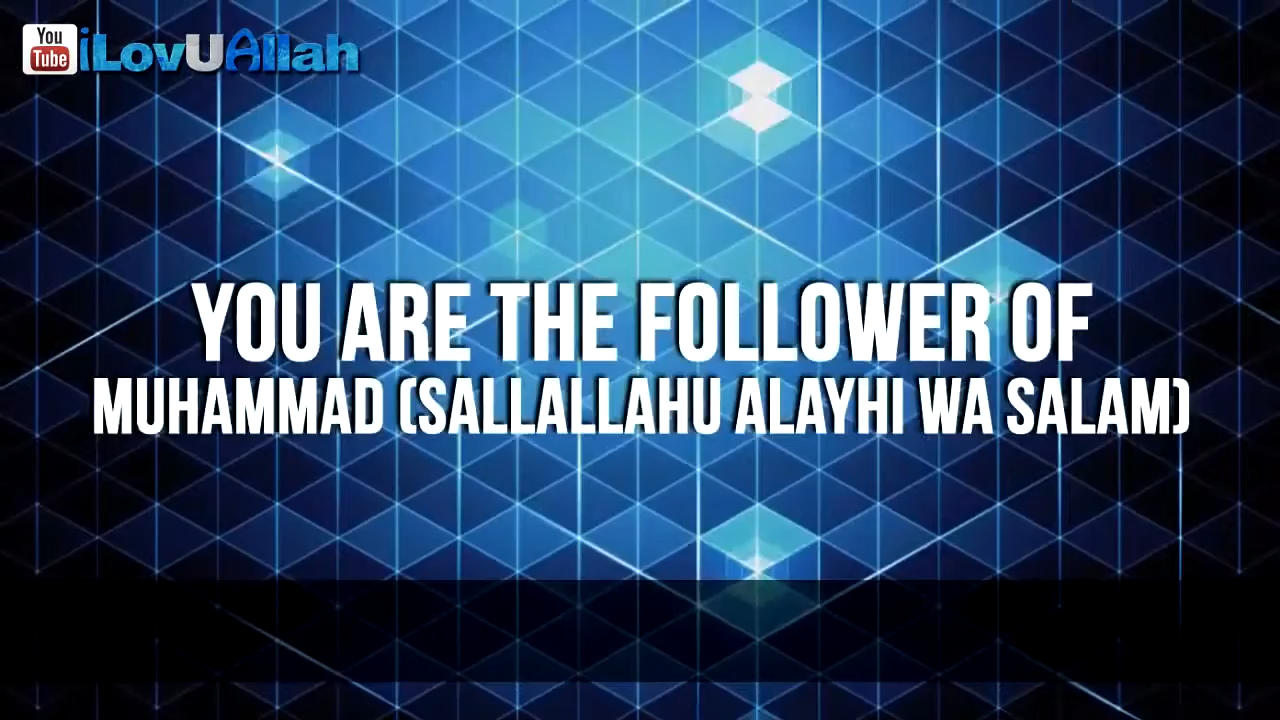 You Tube iLovUAllah
YOU ARE THE FOLLOWER OF
MUHAMMAD (SALLALLAHU ALAYHI WA SALAM)